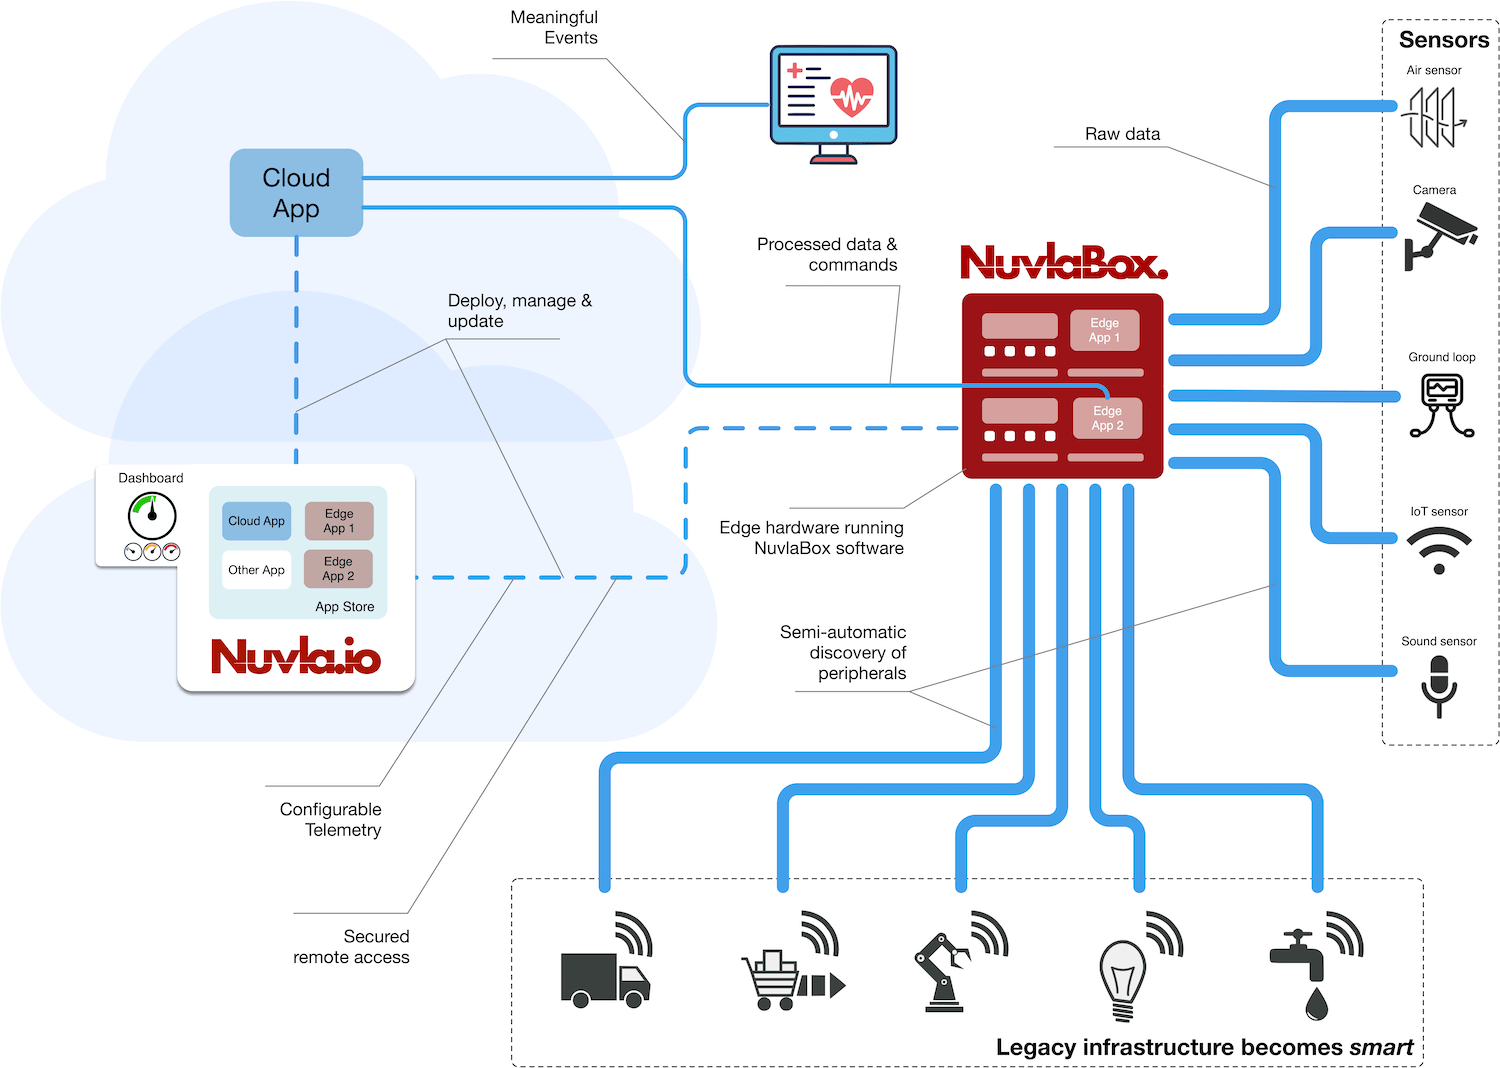 Meaningful
Events
Sensors
Air sensor
Raw data
Camera
Cloud
App
Processed data &
commands
NuvlaBox.
Deploy, manage &
update
Edge
App 1
Ground loop
Edge
App 2
Dashboard
Cloud App
Edge
App 1
Other App
Edge
App 2
App Store
Nuvla.io
Edge hardware running
NuvlaBox software
IoT sensor
Semi-automatic
discovery of
peripherals
Sound sensor
Configurable
Telemetry
Secured
remote access
Legacy infrastructure becomes smart